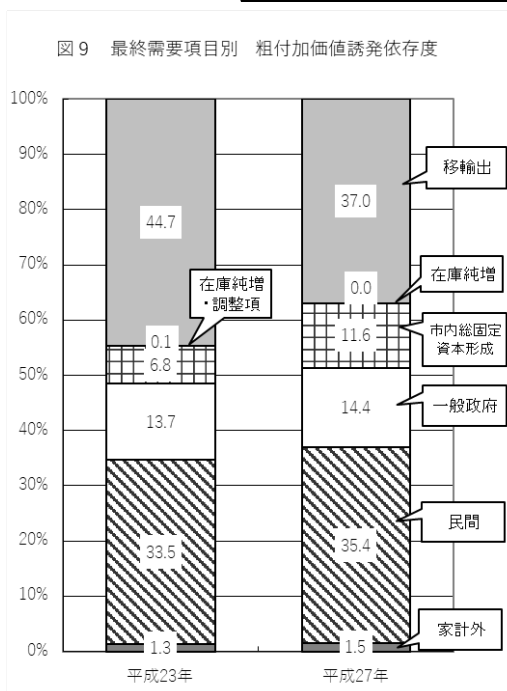 図9　最終需要項目別　粗付加価値誘発依存度
100%
90%
80%
70%
60%
50%
40%
30%
20%
10%
0%
44.7
0.1
6.8
13.7
33.5
1.3
在庫純増
・調整項
37.0
0.0
11.6
14.4
35.4
1.5
移輸出
在庫純増
市内総固定
資本形成
一般政府
民間
家計外
平成23年
平成27年